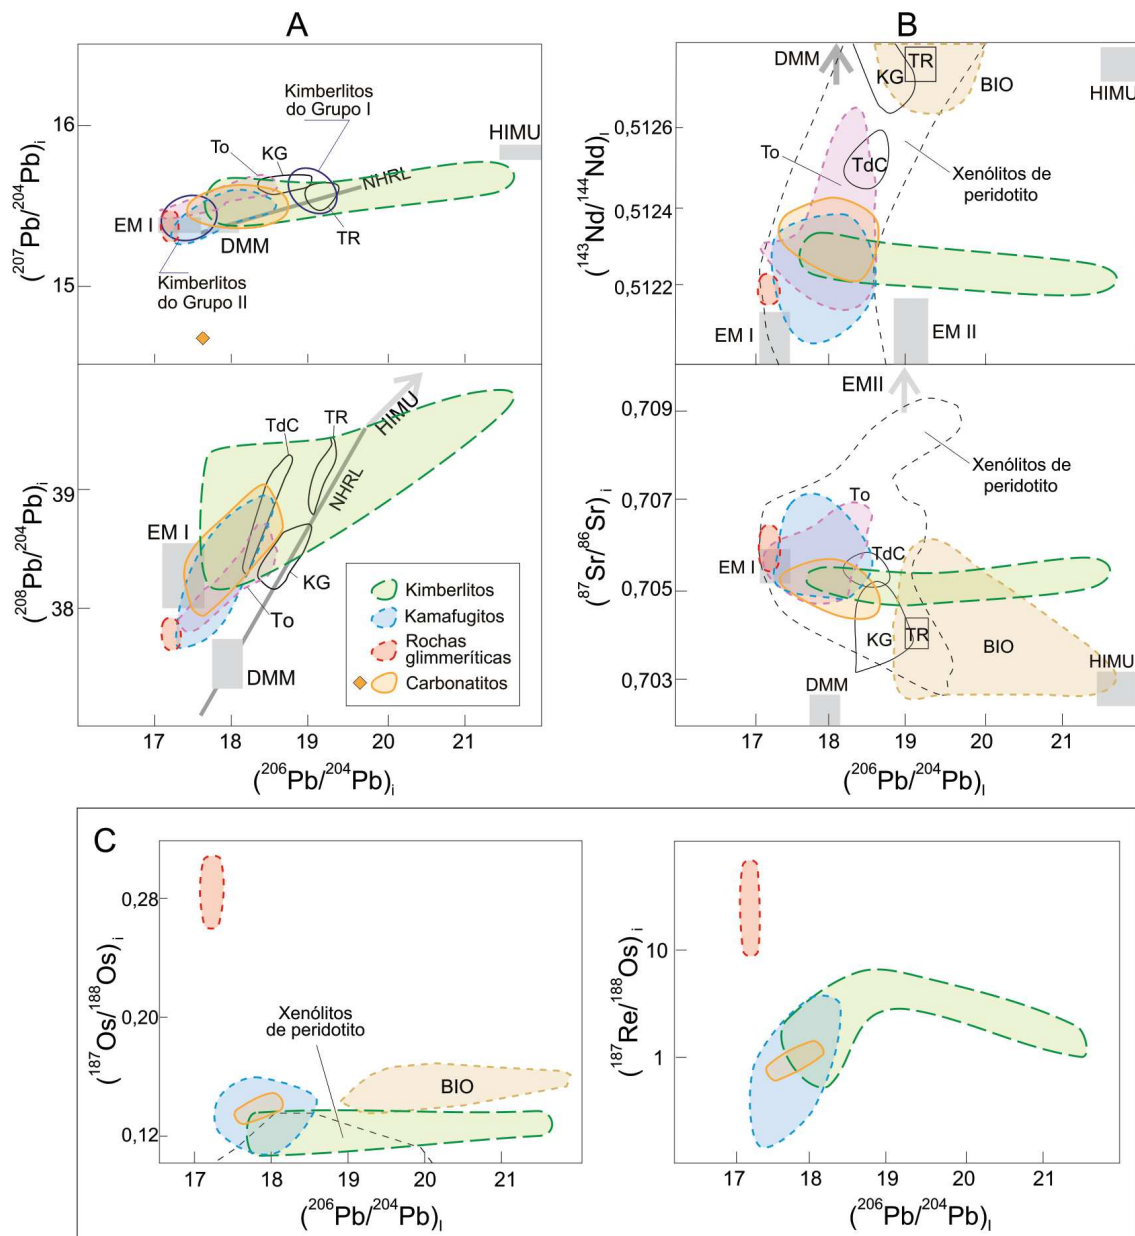 A
16
15
(²⁰⁷Pb/²⁰⁴Pb)ᵢ
Kimberlitos
do Grupo I
To
KG
HIMU
NHRL
EM I
DMM
TR
Kimberlitos
do Grupo II
39
38
(²⁰⁸Pb/²⁰⁴Pb)ᵢ
TdC
TR
HIMU
NHRL
EM I
KG
To
DMM
Kimberlitos
Kamafugitos
Rochas
glimmeríticas
Carbonatitos
17
18
19
20
21
(²⁰⁶Pb/²⁰⁴Pb)ᵢ
B
0,5126
0,5124
0,5122
(¹⁴³Nd/¹⁴⁴Nd)ᵢ
DMM
KG
TR
BIO
HIMU
To
TdC
Xenólitos de
peridotito
EM I
EM II
0,709
0,707
0,705
0,703
(⁸⁷Sr/⁸⁶Sr)ᵢ
EMII
Xenólitos de
peridotito
To
TdC
EM I
KG
TR
BIO
HIMU
DMM
17
18
19
20
21
(²⁰⁶Pb/²⁰⁴Pb)I
C
0,28
0,20
0,12
(¹⁸⁷Os/¹⁸⁸Os)ᵢ
Xenólitos
de peridotito
BIO
17
18
19
20
21
(²⁰⁶Pb/²⁰⁴Pb)I
10
1
(¹⁸⁷Re/¹⁸⁸Os)ᵢ
17
18
19
20
21
(²⁰⁶Pb/²⁰⁴Pb)I